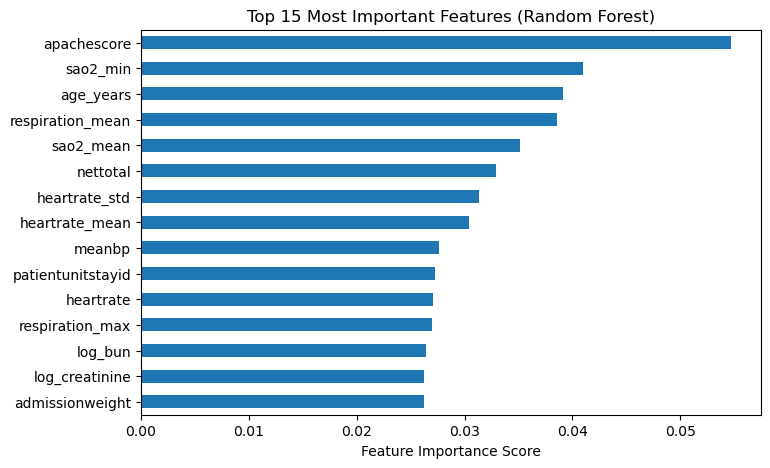 Top 15 Most Important Features (Random Forest)
apachescore
sao2_min
age_years
respiration_mean
sao2_mean
nettotal
heartrate_std
heartrate_mean
meanbp
patientunitstayid
heartrate
respiration_max
log_bun
log_creatinine
admissionweight
0.00 0.01 0.02 0.03 0.04 0.05
Feature Importance Score